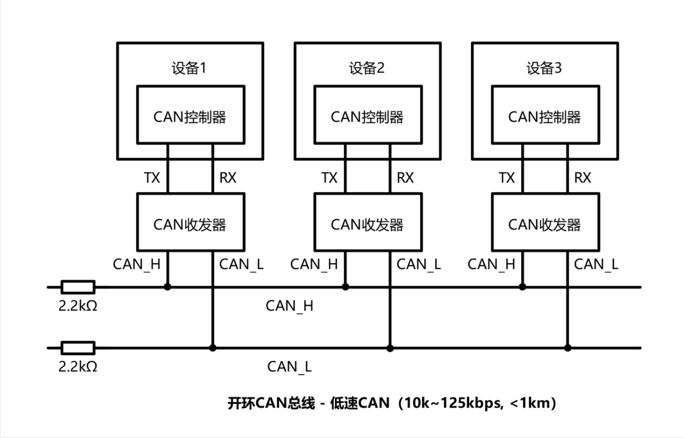 设备1 设备2 设备3
CAN控制器 CAN控制器 CAN控制器
TX RX TX RX TX RX
CAN收发器 CAN收发器 CAN收发器
CAN_H CAN_L CAN_H CAN_L CAN_H CAN_L
2.2kΩ CAN_H
2.2kΩ CAN_L
开环CAN总线 - 低速CAN（10k~125kbps, <1km）